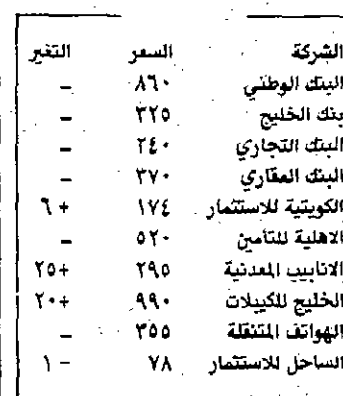 الشركة السعر التغير
البنك الوطني ٨٦٠ –
بنك الخليج ٣٢٥ –
البنك التجاري ٢٤٠ –
البنك العقاري ٣٧٠ –
الكويتية للاستثمار ١٧٤ + ٦
الاهلية للتأمين ٥٢٠ –
الانابيب المعدنية ٢٩٥ +٢٥
الخليج للكيبلات ٩٩٠ +٢٠
الهواتف المتنقلة ٣٥٥ –
الساحل للاستثمار ٧٨ – ١